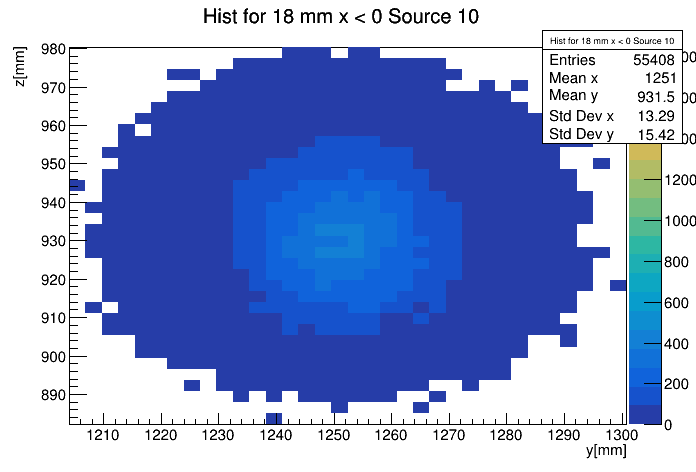 Hist for 18 mm x < 0 Source 10
Hist for 18 mm x < 0 Source 10
Entries 55408
Mean x 1251
Mean y 931.5
Std Dev x 13.29
Std Dev y 15.42
z[mm]
980
970
960
950
940
930
920
910
900
890
1210 1220 1230 1240 1250 1260 1270 1280 1290 1300
y[mm]
1200
1000
800
600
400
200
0